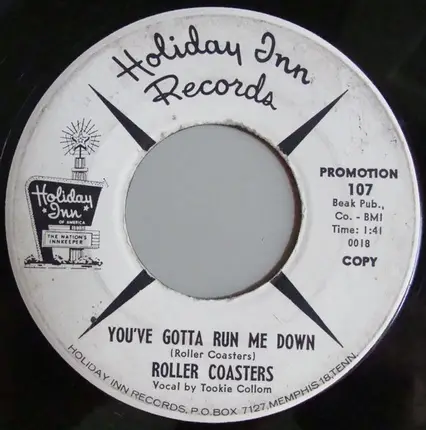 Holiday Inn
Records
Holiday
Inn
OF AMERICA
THE NATION'S
INNKEEPER
PROMOTION
107
Beak Pub.,
Co. - BMI
Time: 1:41
0018
COPY
YOU'VE GOTTA RUN ME DOWN
(Roller Coasters)
ROLLER COASTERS
Vocal by Tookie Collom
HOLIDAY INN RECORDS, P.O. BOX 7127, MEMPHIS 18, TENN.